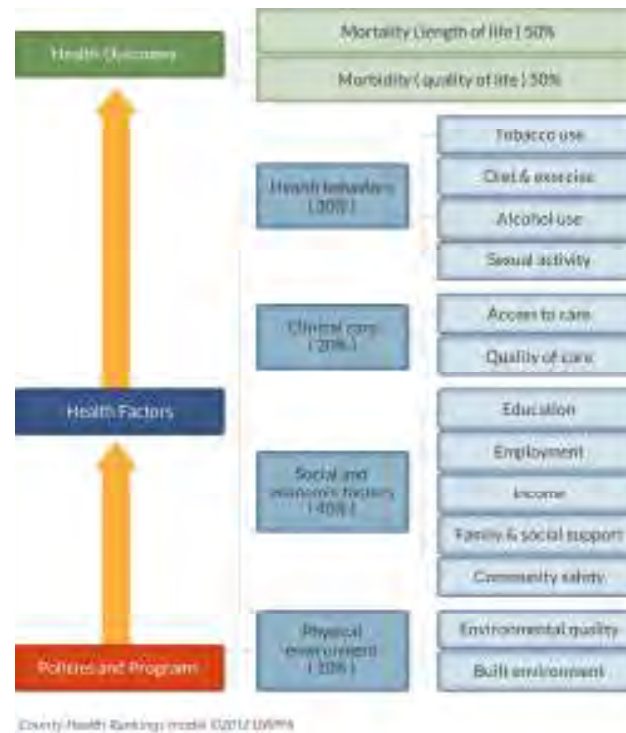 Health Outcomes
Mortality (length of life) 50%
Morbidity (quality of life) 50%
Tobacco use
Diet & exercise
Alcohol use
Sexual activity
Health behaviors
(30%)
Access to care
Quality of care
Clinical care
(20%)
Health Factors
Education
Employment
Income
Family & social support
Community safety
Social and
economic factors
(40%)
Environmental quality
Built environment
Physical
environment
(10%)
Policies and Programs
County Health Rankings model ©2012 UWPHI